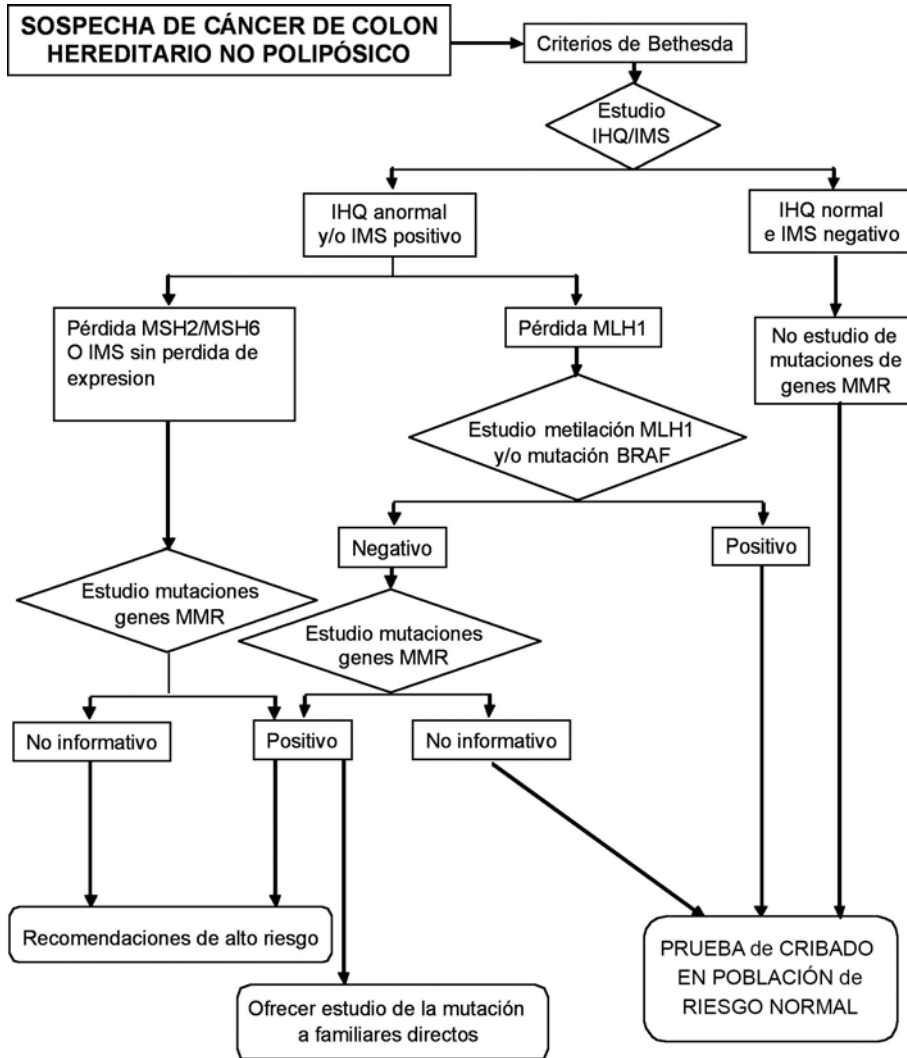 SOSPECHA DE CÁNCER DE COLON
HEREDITARIO NO POLIPÓSICO
Criterios de Bethesda
Estudio
IHQ/IMS
IHQ anormal
y/o IMS positivo
IHQ normal
e IMS negativo
Pérdida MSH2/MSH6
O IMS sin perdida de
expresion
Pérdida MLH1
No estudio de
mutaciones de
genes MMR
Estudio metilación MLH1
y/o mutación BRAF
Negativo
Positivo
Estudio mutaciones
genes MMR
Estudio mutaciones
genes MMR
No informativo
Positivo
No informativo
Recomendaciones de alto riesgo
PRUEBA de CRIBADO
EN POBLACIÓN de
RIESGO NORMAL
Ofrecer estudio de la mutación
a familiares directos